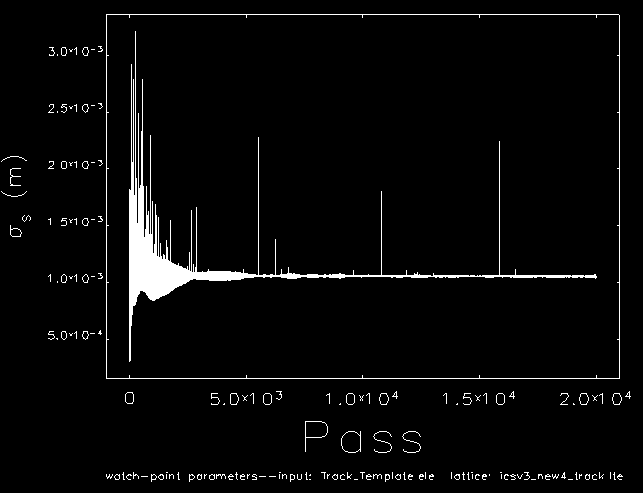 3.0×10⁻³
2.5×10⁻³
2.0×10⁻³
1.5×10⁻³
1.0×10⁻³
5.0×10⁻⁴
σs (m)
0 5.0×10³ 1.0×10⁴ 1.5×10⁴ 2.0×10⁴
Pass
watch-point parameters--input: Track_Template.ele lattice: icsv3_new4_track.lte